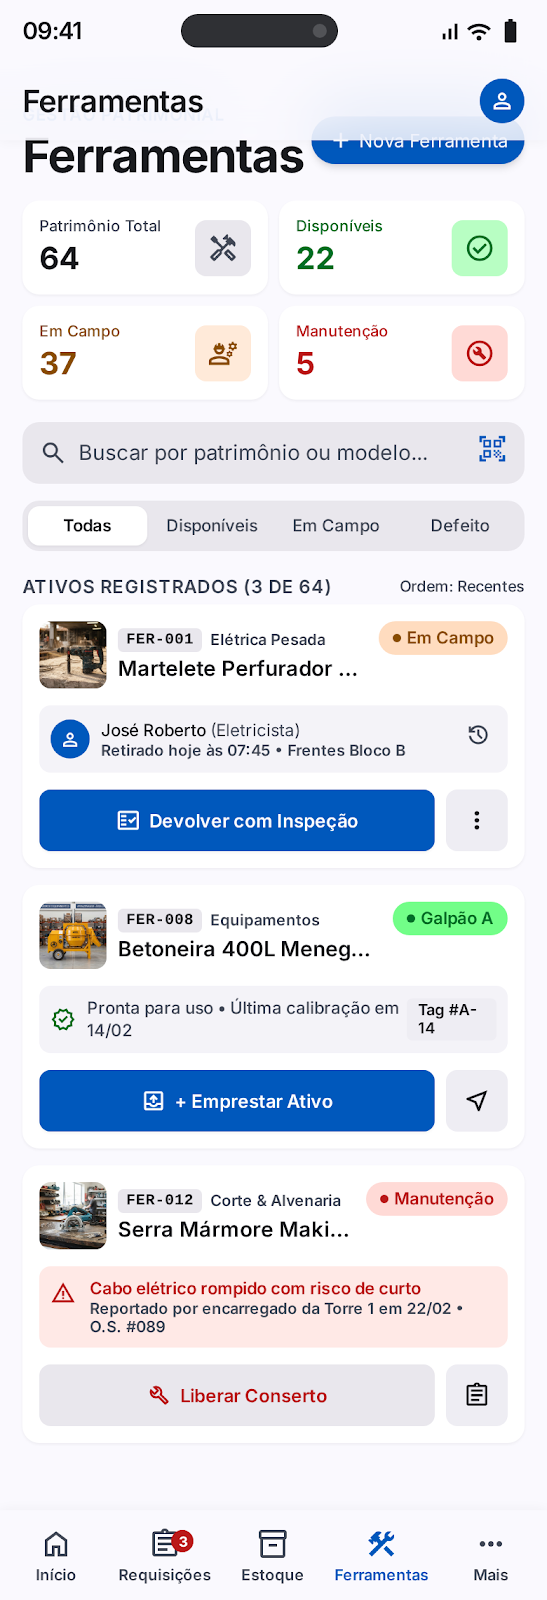 09:41
Ferramentas
GESTÃO PATRIMONIAL
Ferramentas
+ Nova Ferramenta
Patrimônio Total
64
Disponíveis
22
Em Campo
37
Manutenção
5
Buscar por patrimônio ou modelo...
Todas Disponíveis Em Campo Defeito
ATIVOS REGISTRADOS (3 DE 64) Ordem: Recentes
FER-001 Elétrica Pesada • Em Campo
Martelete Perfurador ...
José Roberto (Eletricista)
Retirado hoje às 07:45 • Frentes Bloco B
Devolver com Inspeção
FER-008 Equipamentos • Galpão A
Betoneira 400L Meneg...
Pronta para uso • Última calibração em
14/02
Tag #A-
14
+ Emprestar Ativo
FER-012 Corte & Alvenaria • Manutenção
Serra Mármore Maki...
Cabo elétrico rompido com risco de curto
Reportado por encarregado da Torre 1 em 22/02 •
O.S. #089
Liberar Conserto
3
Início Requisições Estoque Ferramentas Mais